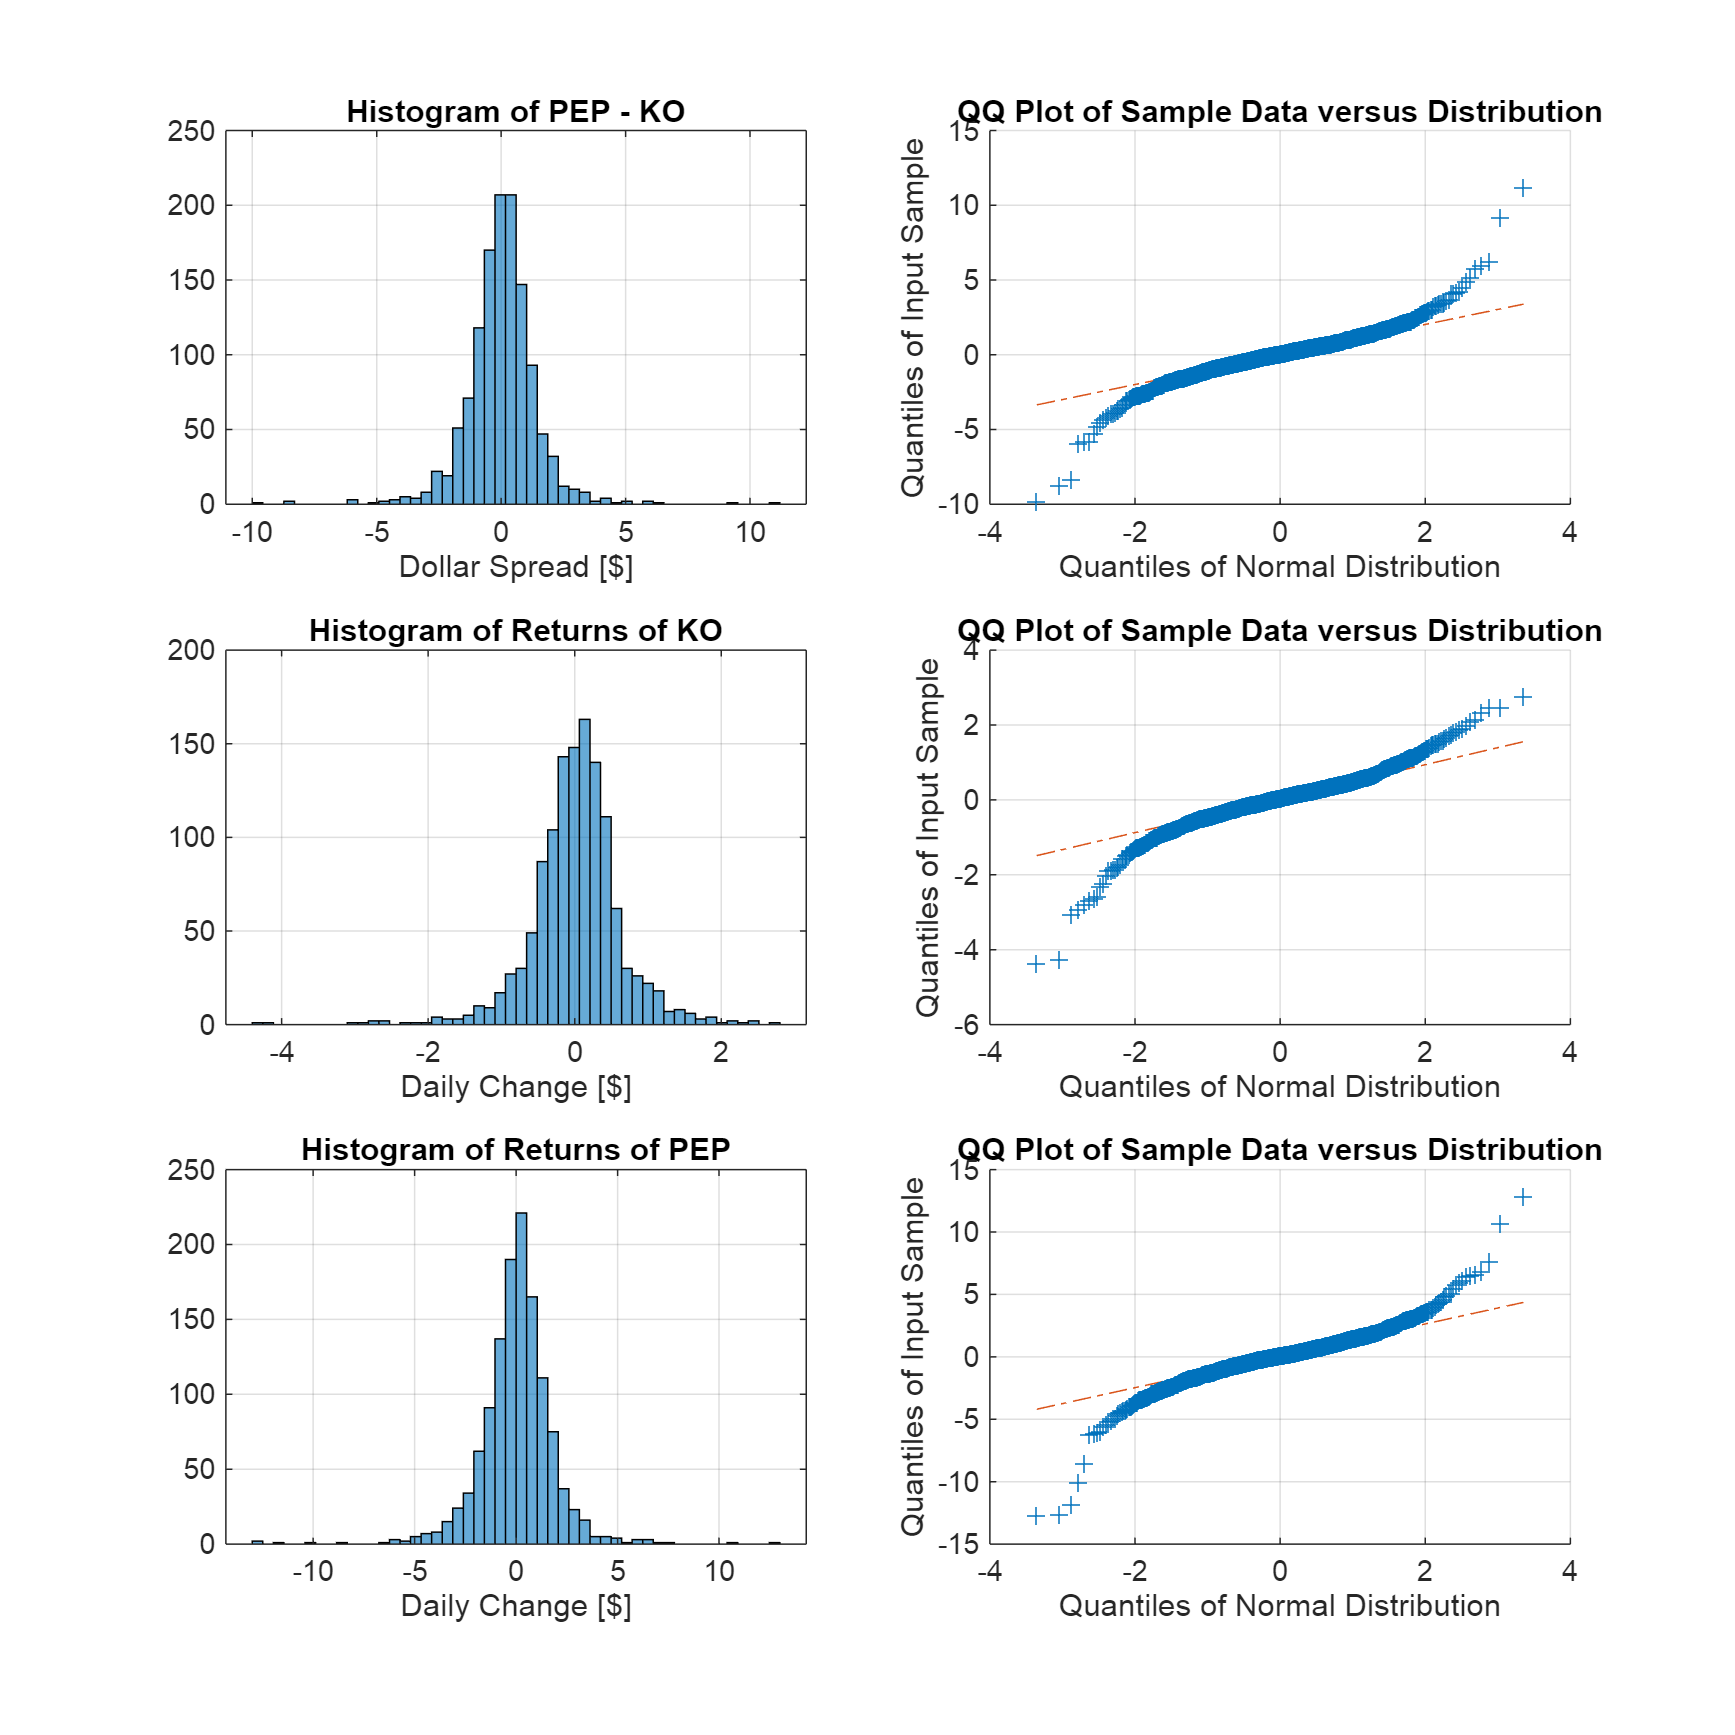 Histogram of PEP - KO
250
200
150
100
50
0
-10 -5 0 5 10
Dollar Spread [$]
QQ Plot of Sample Data versus Distribution
Quantiles of Input Sample
15
10
5
0
-5
-10
-4 -2 0 2 4
Quantiles of Normal Distribution
Histogram of Returns of KO
200
150
100
50
0
-4 -2 0 2
Daily Change [$]
QQ Plot of Sample Data versus Distribution
Quantiles of Input Sample
4
2
0
-2
-4
-6
-4 -2 0 2 4
Quantiles of Normal Distribution
Histogram of Returns of PEP
250
200
150
100
50
0
-10 -5 0 5 10
Daily Change [$]
QQ Plot of Sample Data versus Distribution
Quantiles of Input Sample
15
10
5
0
-5
-10
-15
-4 -2 0 2 4
Quantiles of Normal Distribution